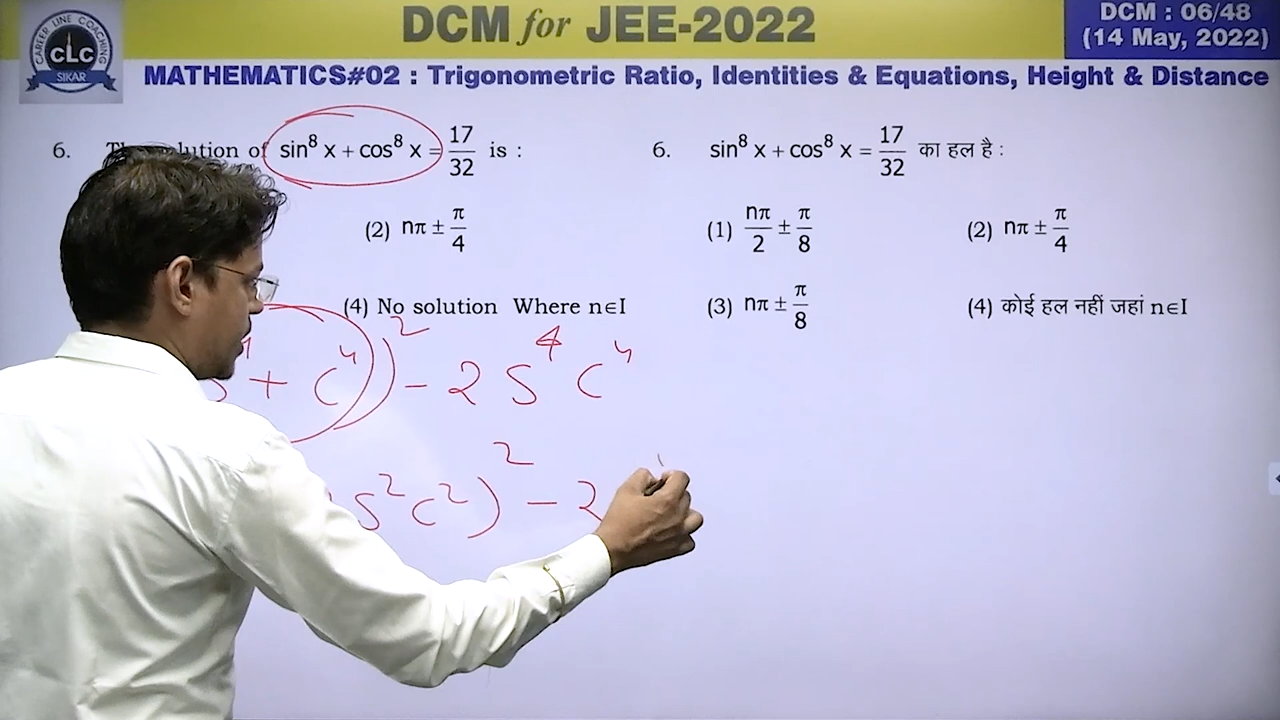 DCM for JEE-2022
DCM : 06/48
(14 May, 2022)
CAREER LINE COACHING
CLC
SIKAR
MATHEMATICS#02 : Trigonometric Ratio, Identities & Equations, Height & Distance
6. solution of sin⁸ x + cos⁸ x = 17/32 is :
(2) nπ ± π/4
(4) No solution Where n∈I
6. sin⁸ x + cos⁸ x = 17/32 का हल है :
(1) nπ/2 ± π/8 (2) nπ ± π/4
(3) nπ ± π/8 (4) कोई हल नहीं जहां n∈I
+ C⁴)² - 2 S⁴ C⁴
S² C²)² - 2